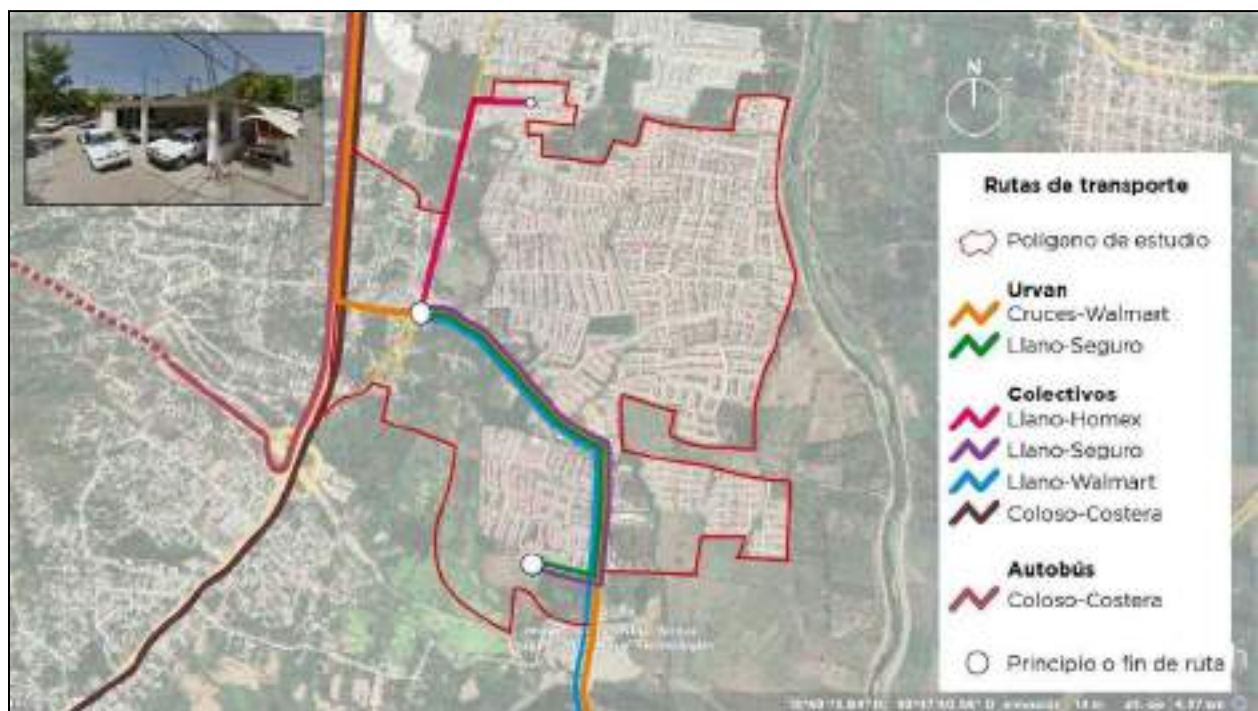 N
Rutas de transporte
Polígono de estudio
Urvan
Cruces-Walmart
Llano-Seguro
Colectivos
Llano-Homex
Llano-Seguro
Llano-Walmart
Coloso-Costera
Autobús
Coloso-Costera
Principio o fin de ruta